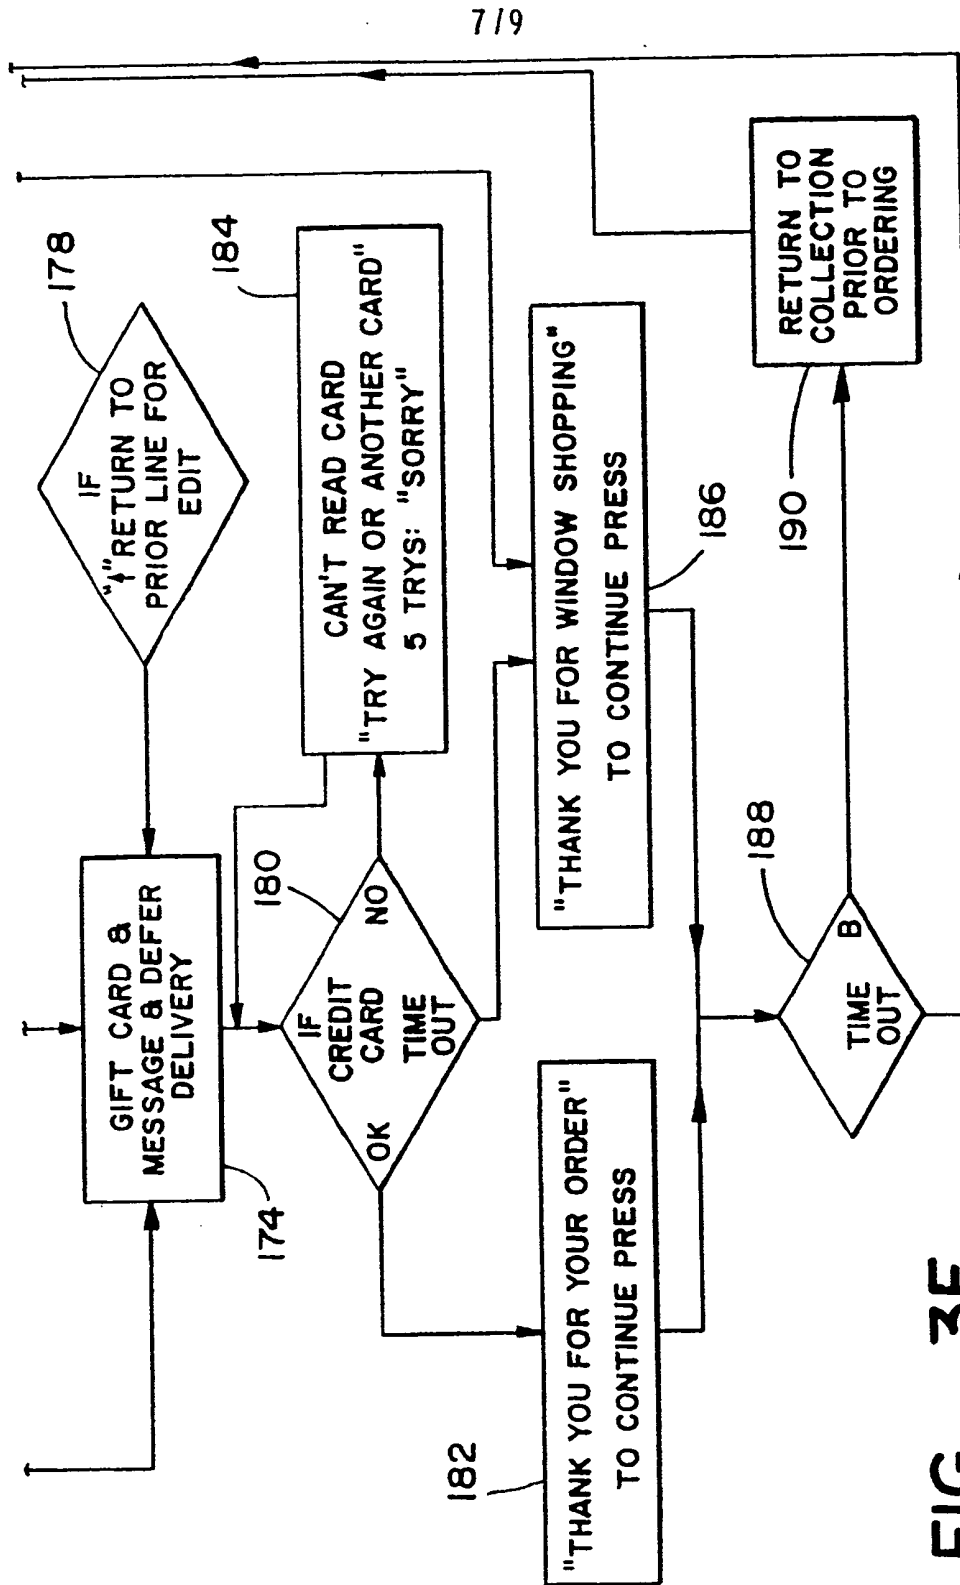 7/9
178
IF
"↑"RETURN TO
PRIOR LINE FOR
EDIT
GIFT CARD &
MESSAGE & DEFER
DELIVERY
174
184
CAN'T READ CARD
"TRY AGAIN OR ANOTHER CARD"
5 TRYS: "SORRY"
180
IF
CREDIT
CARD
OK
NO
TIME
OUT
182
"THANK YOU FOR YOUR ORDER"
TO CONTINUE PRESS
"THANK YOU FOR WINDOW SHOPPING"
TO CONTINUE PRESS
186
188
TIME
OUT
B
190
RETURN TO
COLLECTION
PRIOR TO
ORDERING
FIG